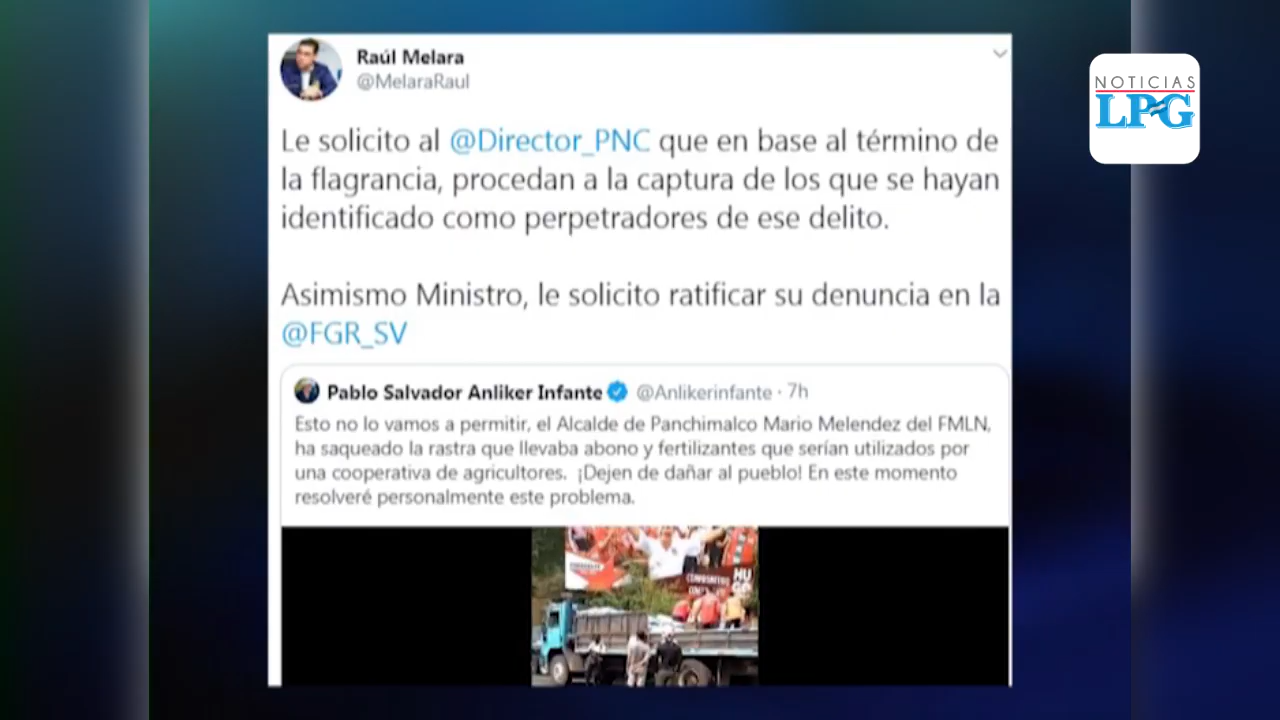 Raúl Melara
@MelaraRaul
NOTICIAS
LPG
Le solicito al @Director_PNC que en base al término de
la flagrancia, procedan a la captura de los que se hayan
identificado como perpetradores de ese delito.
Asimismo Ministro, le solicito ratificar su denuncia en la
@FGR_SV
Pablo Salvador Anliker Infante @Anlikerinfante · 7h
Esto no lo vamos a permitir, el Alcalde de Panchimalco Mario Melendez del FMLN,
ha saqueado la rastra que llevaba abono y fertilizantes que serían utilizados por
una cooperativa de agricultores. ¡Dejen de dañar al pueblo! En este momento
resolveré personalmente este problema.
HU
GO